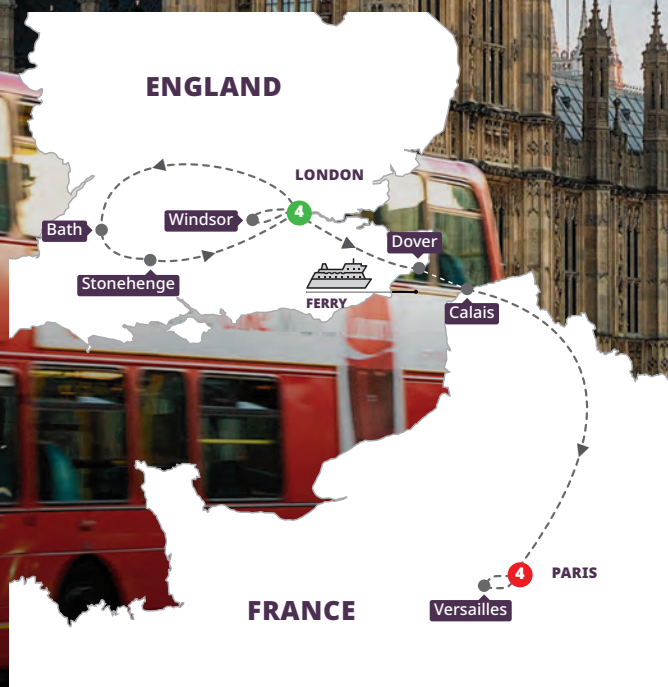 ENGLAND
LONDON
4
Windsor
Bath
Dover
Stonehenge
FERRY
Calais
4
PARIS
Versailles
FRANCE